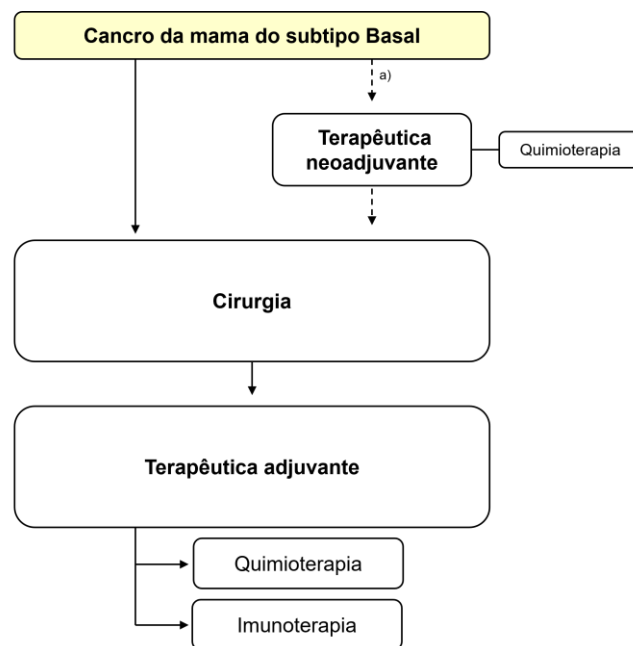 Cancro da mama do subtipo Basal
a)
Terapêutica
neoadjuvante
Quimioterapia
Cirurgia
Terapêutica adjuvante
Quimioterapia
Imunoterapia